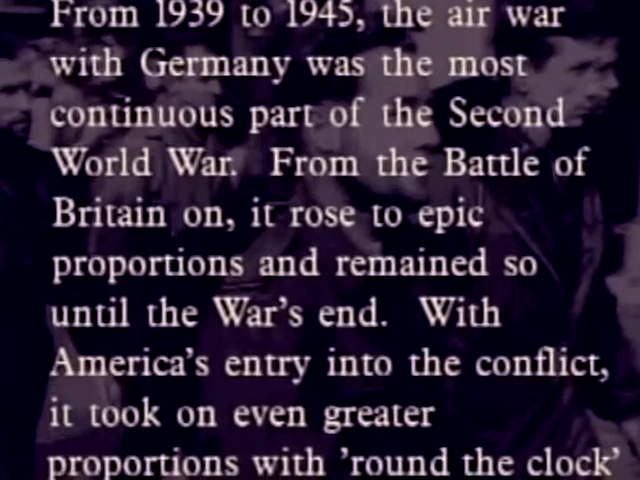 From 1939 to 1945, the air war
with Germany was the most
continuous part of the Second
World War.  From the Battle of
Britain on, it rose to epic
proportions and remained so
until the War's end.  With
America's entry into the conflict,
it took on even greater
proportions with 'round the clock'